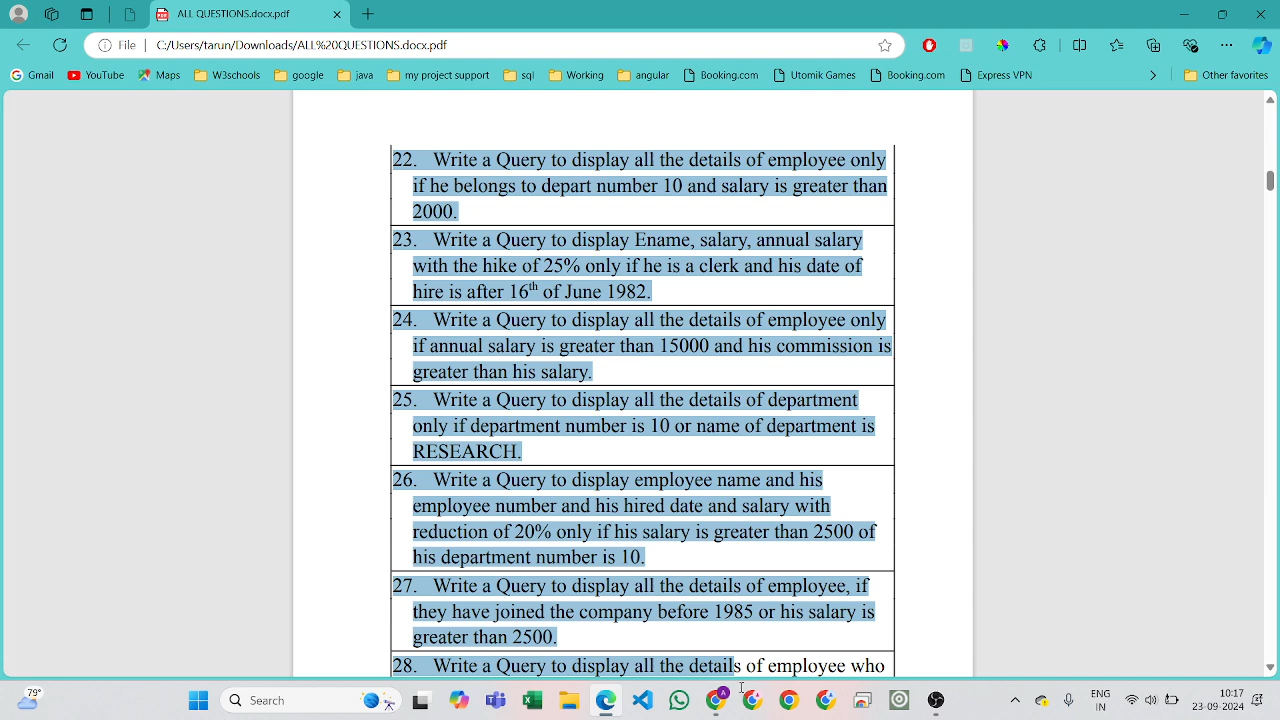 ALL QUESTIONS.docx.pdf
File C:/Users/tarun/Downloads/ALL%20QUESTIONS.docx.pdf
Gmail YouTube Maps W3schools google java my project support sql Working angular Booking.com Utomik Games Booking.com Express VPN Other favorites
22. Write a Query to display all the details of employee only
if he belongs to depart number 10 and salary is greater than
2000.
23. Write a Query to display Ename, salary, annual salary
with the hike of 25% only if he is a clerk and his date of
hire is after 16th of June 1982.
24. Write a Query to display all the details of employee only
if annual salary is greater than 15000 and his commission is
greater than his salary.
25. Write a Query to display all the details of department
only if department number is 10 or name of department is
RESEARCH.
26. Write a Query to display employee name and his
employee number and his hired date and salary with
reduction of 20% only if his salary is greater than 2500 of
his department number is 10.
27. Write a Query to display all the details of employee, if
they have joined the company before 1985 or his salary is
greater than 2500.
28. Write a Query to display all the details of employee who
79°
Search
A
ENG
IN
10:17
23-09-2024